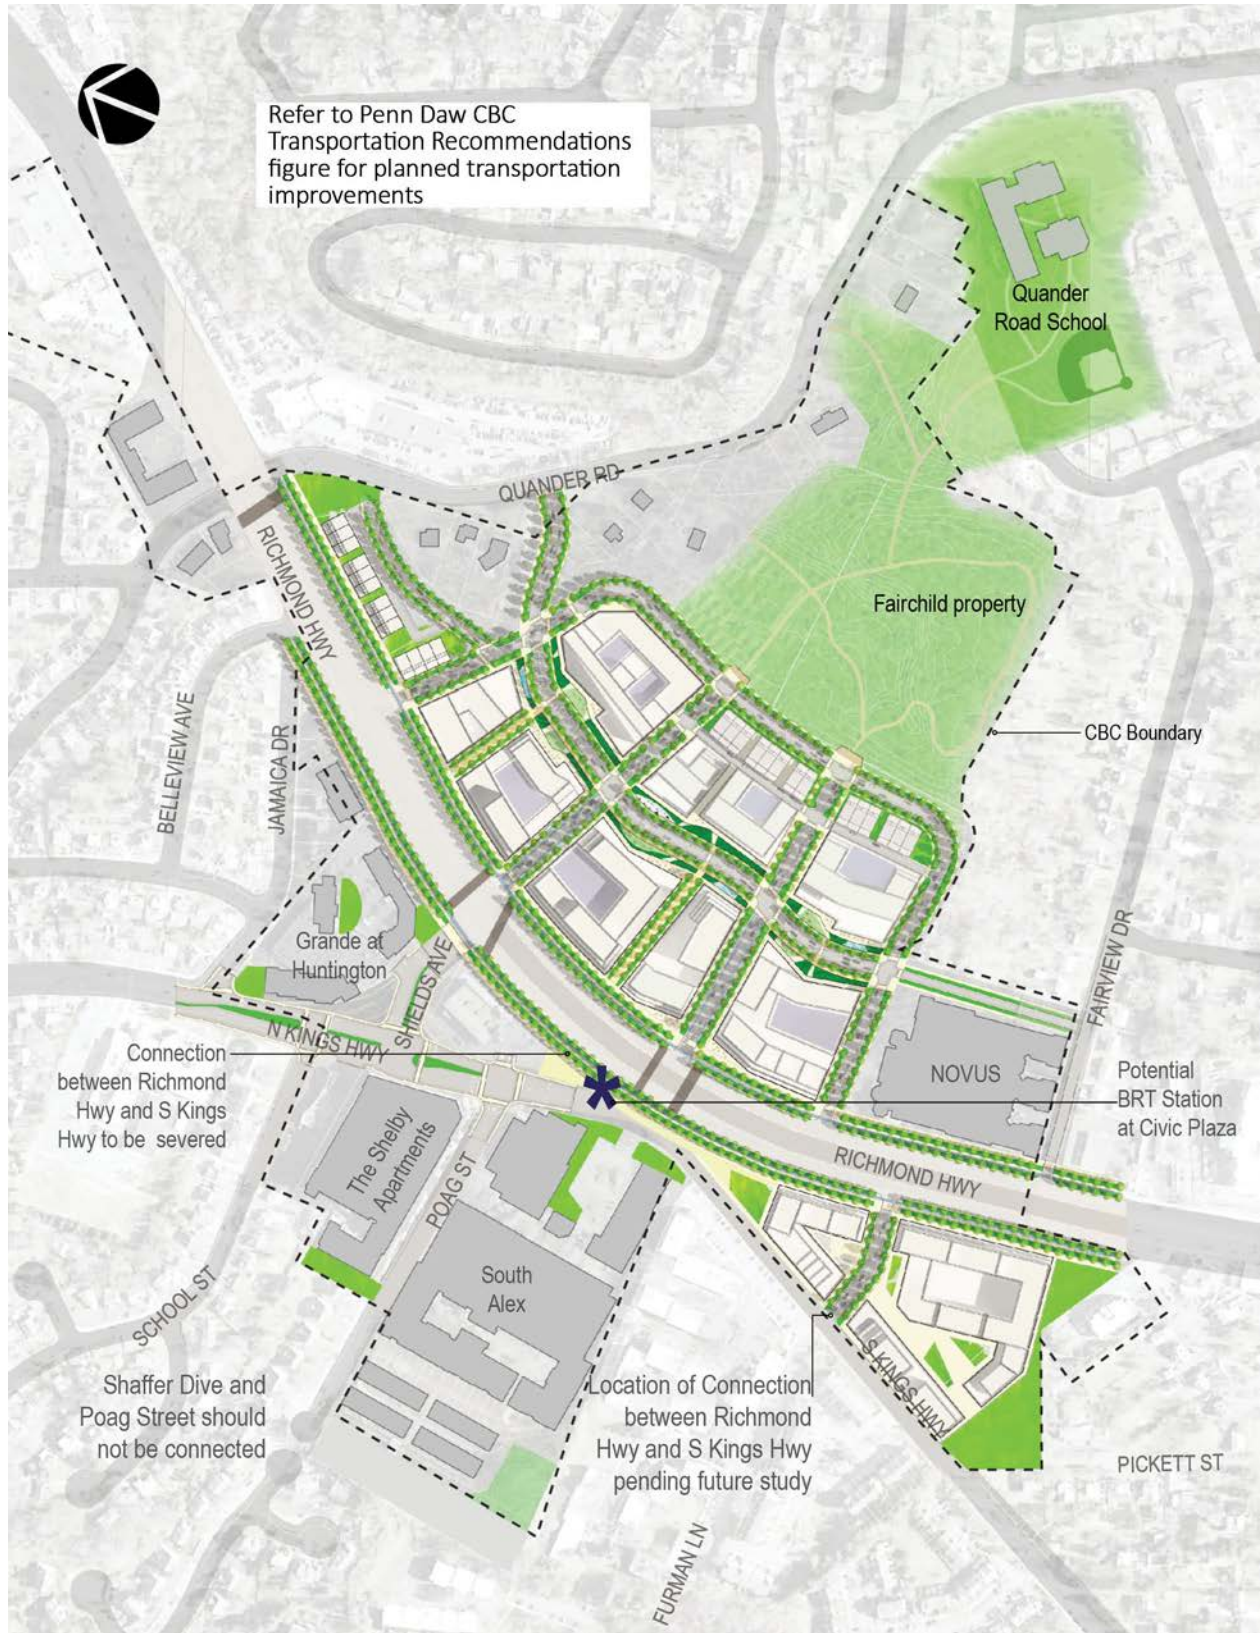 Refer to Penn Daw CBC
Transportation Recommendations
figure for planned transportation
improvements
Quander
Road School
QUANDER RD
RICHMOND HWY
Fairchild property
BELLEVIEW AVE
JAMAICA DR
CBC Boundary
Grande at
Huntington
SHIELDS AVE
N KINGS HWY
FAIRVIEW DR
Connection
between Richmond
Hwy and S Kings
Hwy to be severed
NOVUS
Potential
BRT Station
at Civic Plaza
The Shelby
Apartments
POAG ST
RICHMOND HWY
SCHOOL ST
South
Alex
S KINGS HWY
Shaffer Dive and
Poag Street should
not be connected
Location of Connection
between Richmond
Hwy and S Kings Hwy
pending future study
PICKETT ST
FURMAN LN